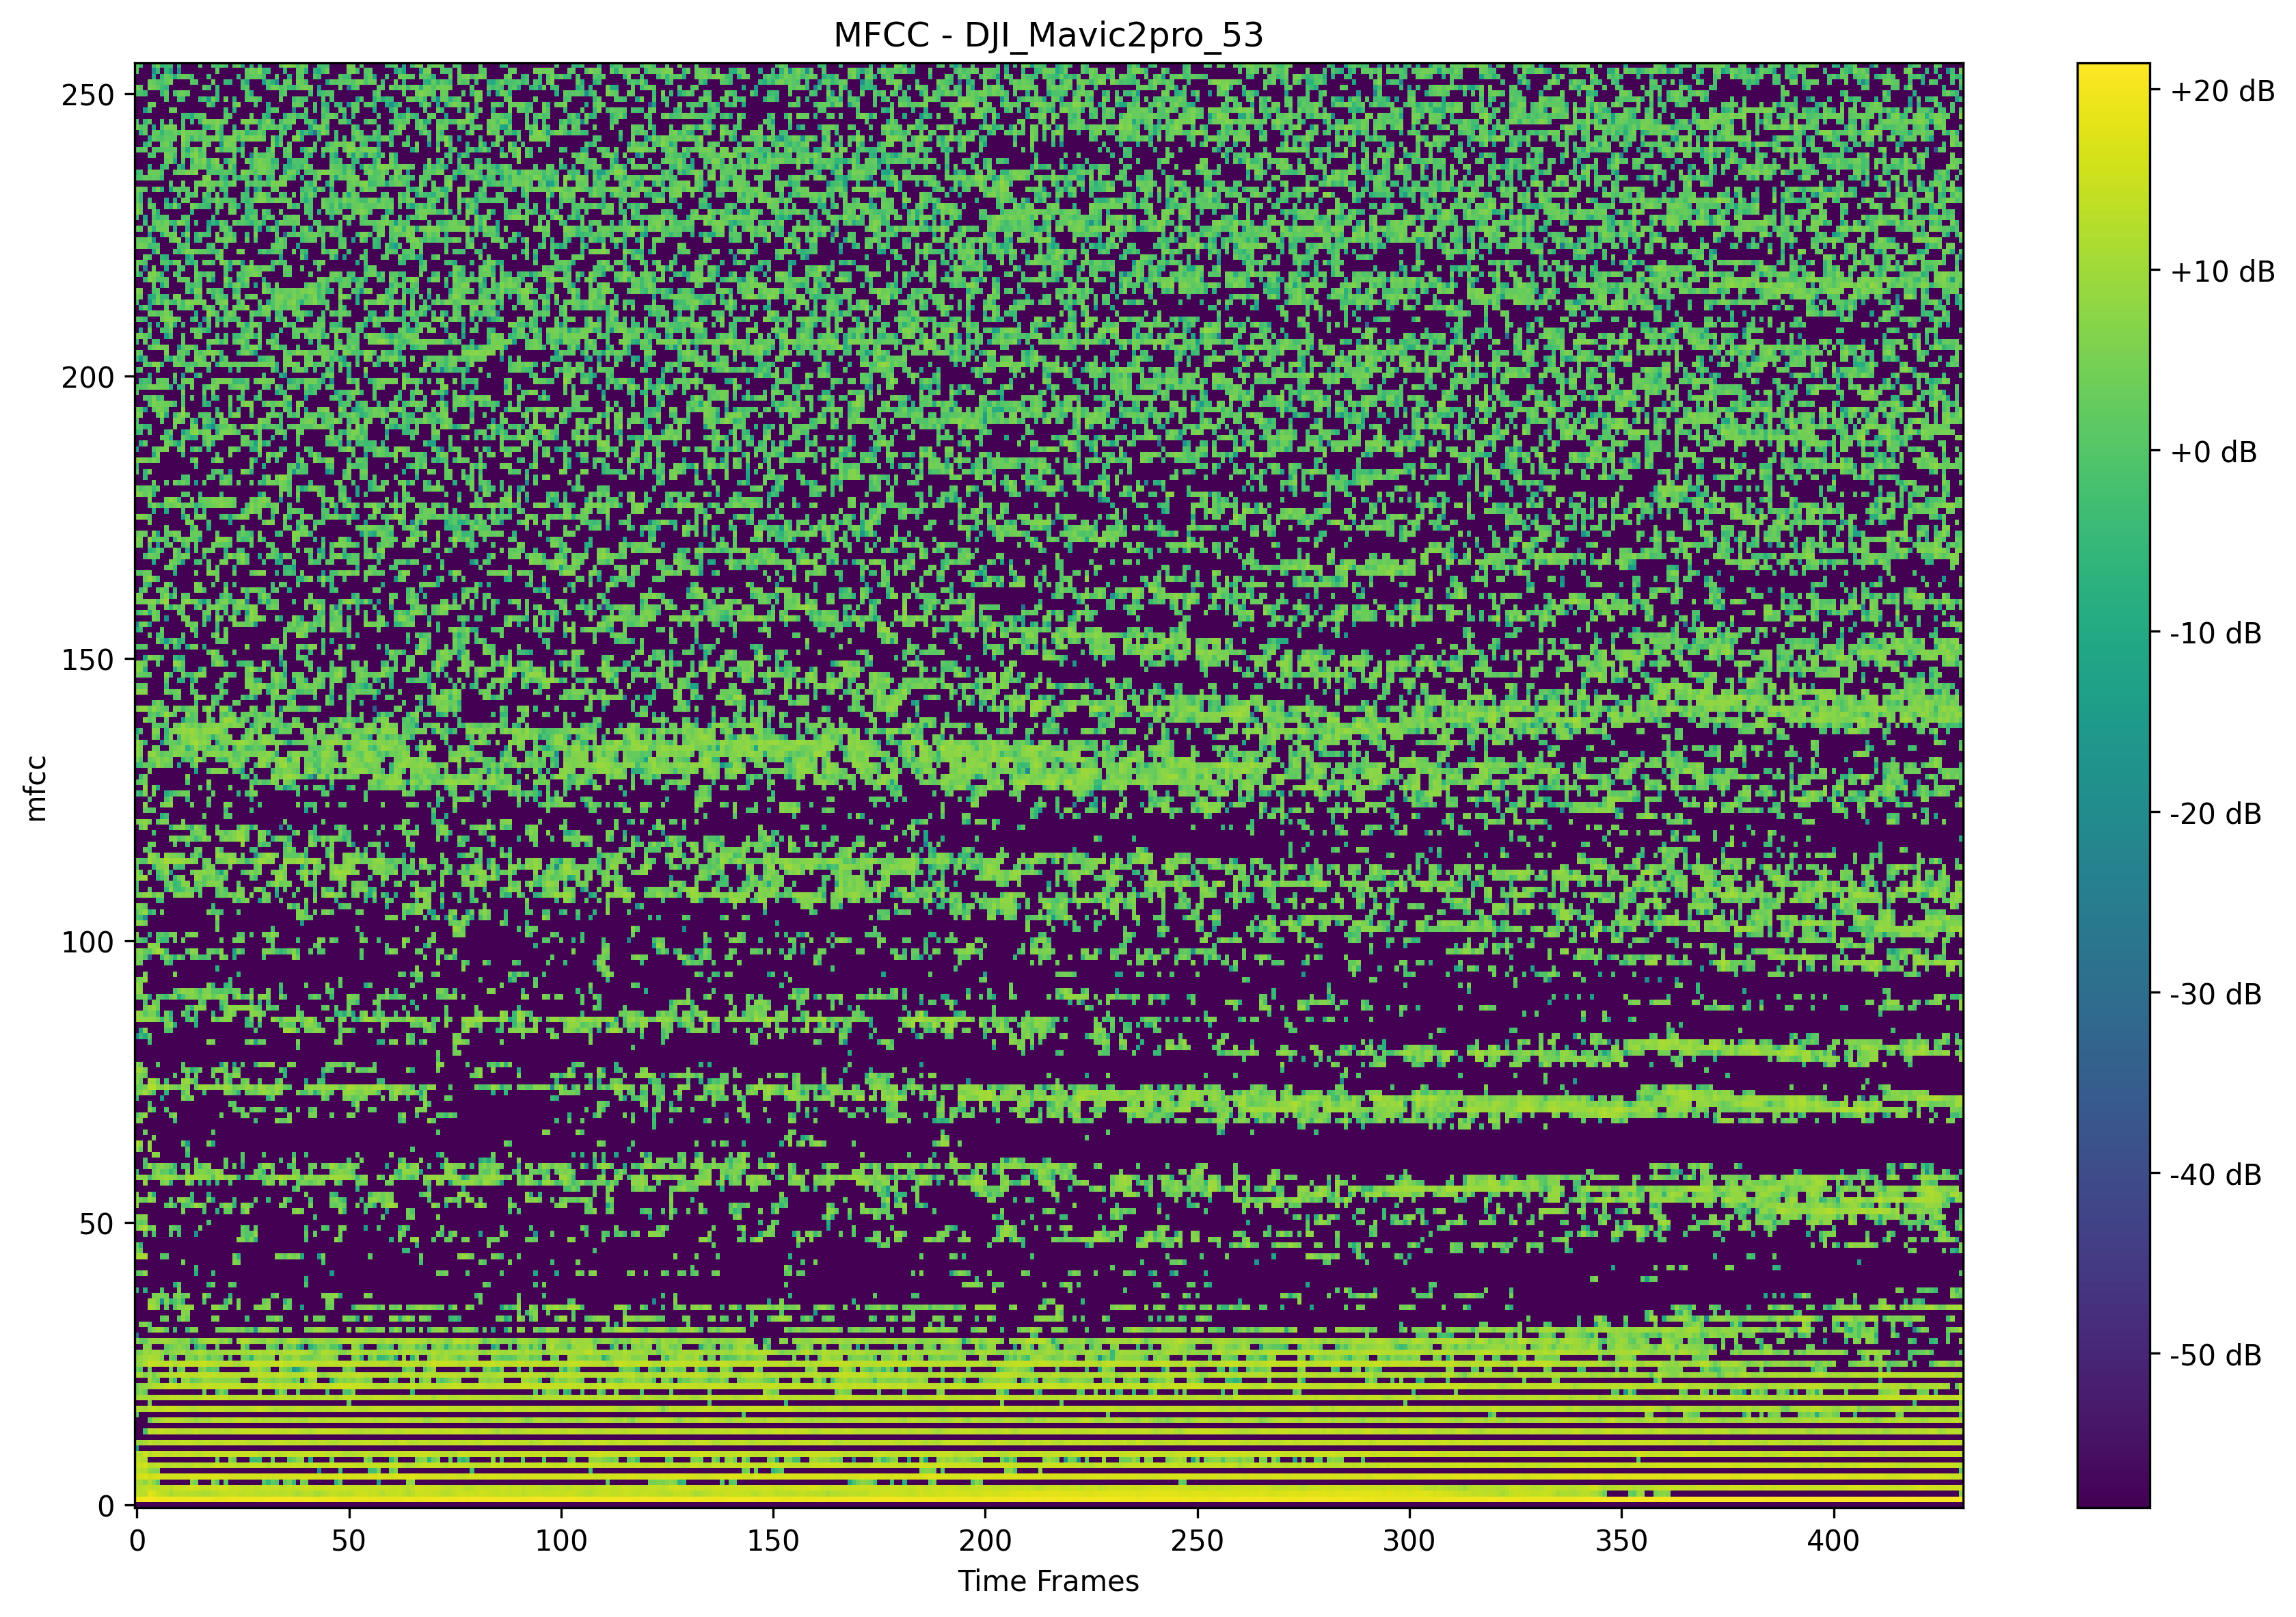 MFCC - DJI_Mavic2pro_53
250
200
150
100
50
0
mfcc
0 50 100 150 200 250 300 350 400
Time Frames
+20 dB
+10 dB
+0 dB
-10 dB
-20 dB
-30 dB
-40 dB
-50 dB